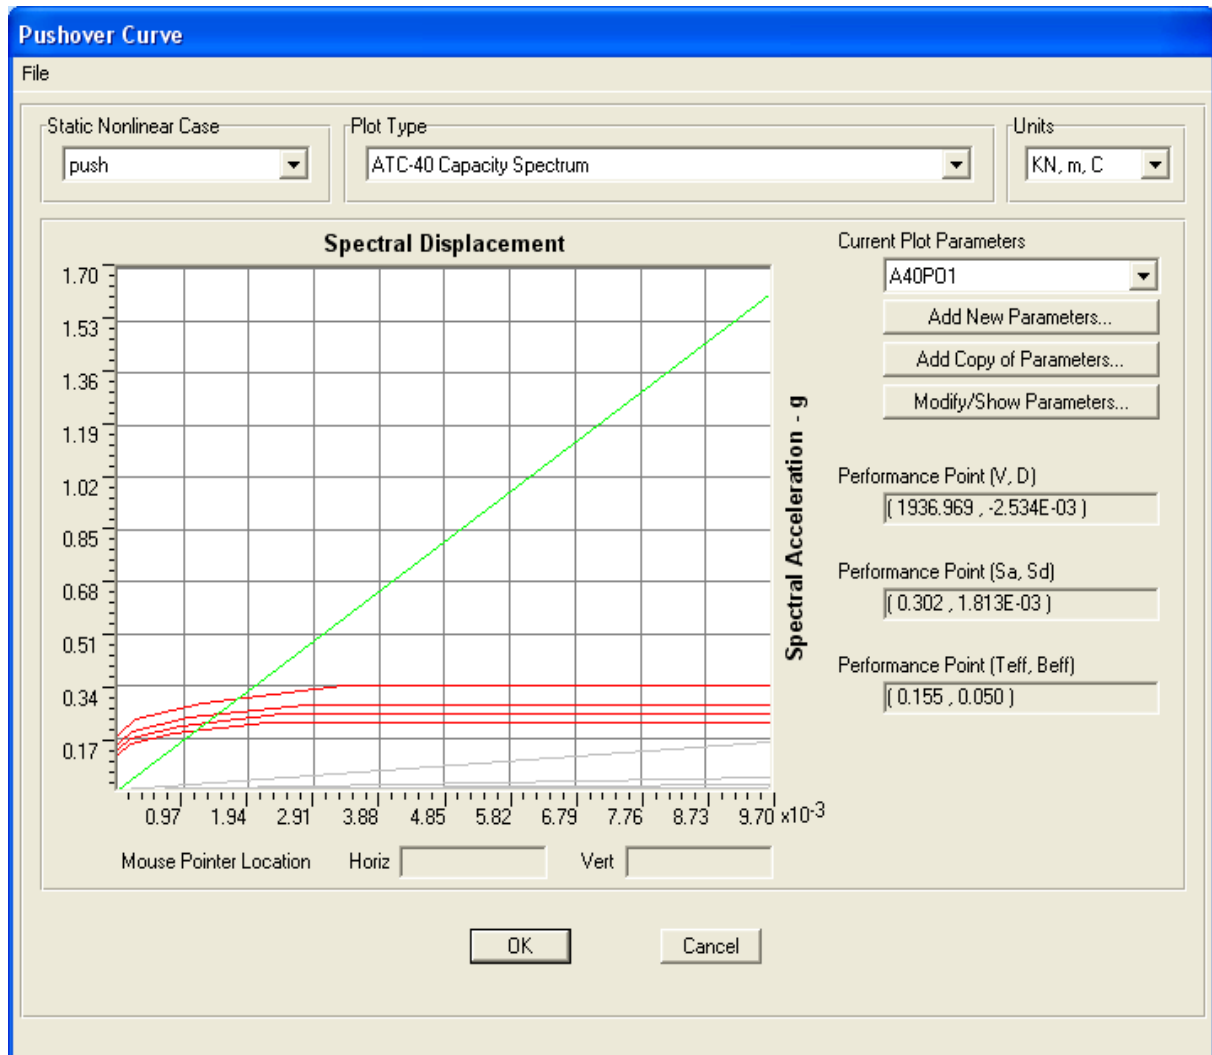 Pushover Curve
File
Static Nonlinear Case
Plot Type
Units
push
ATC-40 Capacity Spectrum
KN, m, C
Spectral Displacement
Current Plot Parameters
A40PO1
Add New Parameters...
Add Copy of Parameters...
Modify/Show Parameters...
1.70
1.53
1.36
1.19
1.02
0.85
0.68
0.51
0.34
0.17
Spectral Acceleration - g
Performance Point (V, D)
( 1936.969 , -2.534E-03 )
Performance Point (Sa, Sd)
( 0.302 , 1.813E-03 )
Performance Point (Teff, Beff)
( 0.155 , 0.050 )
0.97 1.94 2.91 3.88 4.85 5.82 6.79 7.76 8.73 9.70 x10-3
Mouse Pointer Location Horiz Vert
OK
Cancel